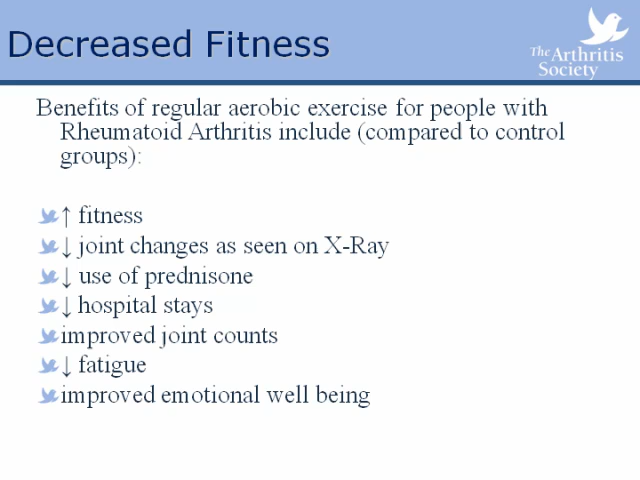 Decreased Fitness
The Arthritis
Society
Benefits of regular aerobic exercise for people with
Rheumatoid Arthritis include (compared to control
groups):
↑ fitness
↓ joint changes as seen on X-Ray
↓ use of prednisone
↓ hospital stays
improved joint counts
↓ fatigue
improved emotional well being